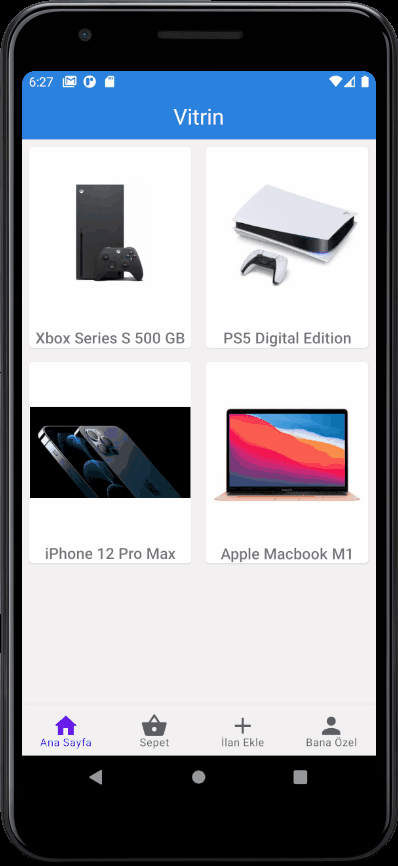 6:27
Vitrin
Xbox Series S 500 GB
PS5 Digital Edition
iPhone 12 Pro Max
Apple Macbook M1
Ana Sayfa
Sepet
İlan Ekle
Bana Özel